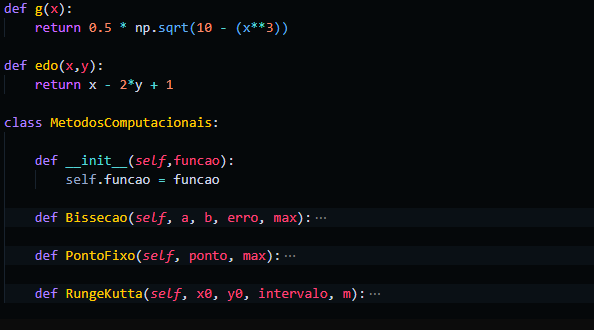 def g(x):
    return 0.5 * np.sqrt(10 - (x**3))
def edo(x,y):
    return x - 2*y + 1
class MetodosComputacionais:
    def __init__(self,funcao):
        self.funcao = funcao
    def Bissecao(self, a, b, erro, max): ···
    def PontoFixo(self, ponto, max): ···
    def RungeKutta(self, x0, y0, intervalo, m): ···